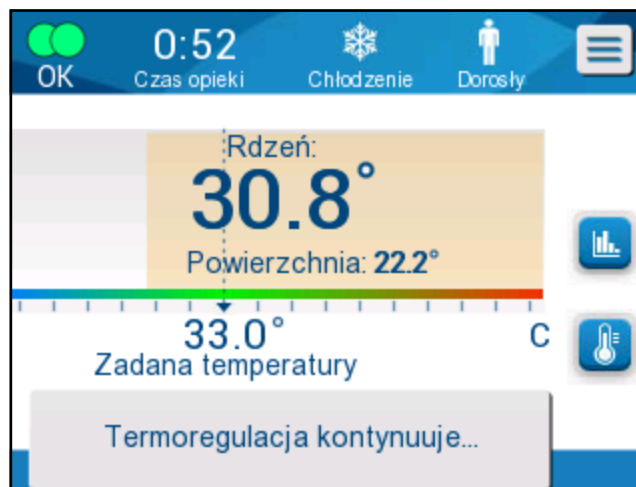 OK
0:52
Czas opieki
Chłodzenie
Dorosły
Rdzeń:
30.8°
Powierzchnia: 22.2°
33.0°
C
Zadana temperatury
Termoregulacja kontynuuje...